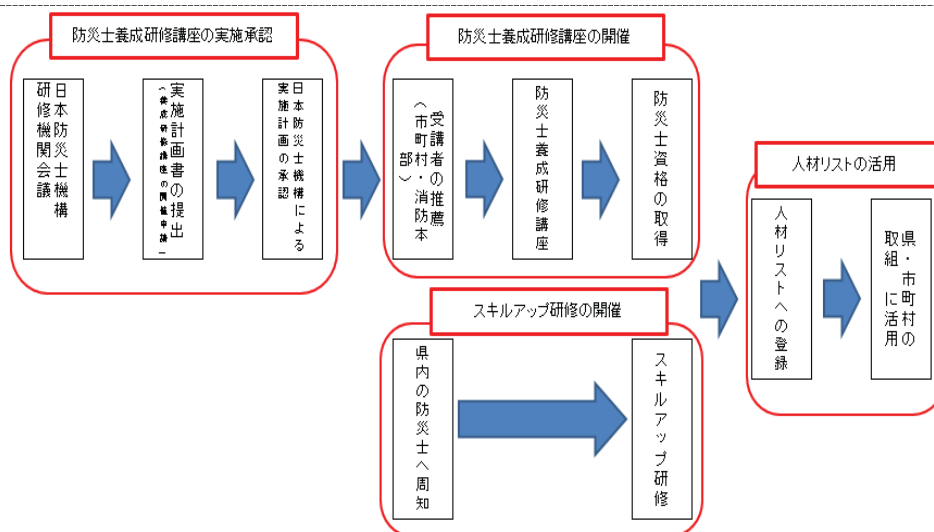 防災士養成研修講座の実施承認
日本防災士機構
研修機関会議
実施計画書の提出
(養成研修講座の開催申請)
日本防災士機構による
実施計画の承認
防災士養成研修講座の開催
受講者の推薦
(市町村・消防本
部)
防災士養成研修講座
防災士資格の取得
スキルアップ研修の開催
県内の防災士へ周知
スキルアップ研修
人材リストの活用
人材リストへの登録
県・市町村の
取組に活用